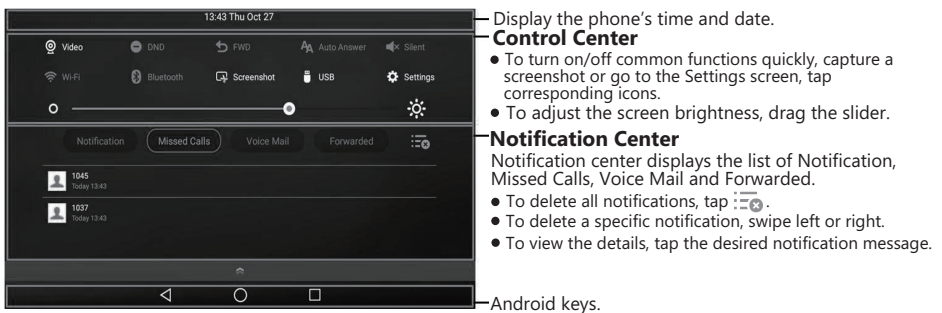 13:43 Thu Oct 27
Display the phone's time and date.
Video DND FWD Auto Answer Silent
Wi-Fi Bluetooth Screenshot USB Settings
Control Center
• To turn on/off common functions quickly, capture a
screenshot or go to the Settings screen, tap
corresponding icons.
• To adjust the screen brightness, drag the slider.
Notification Missed Calls Voice Mail Forwarded
1045
Today 13:43
1037
Today 13:43
Notification Center
Notification center displays the list of Notification,
Missed Calls, Voice Mail and Forwarded.
• To delete all notifications, tap .
• To delete a specific notification, swipe left or right.
• To view the details, tap the desired notification message.
Android keys.